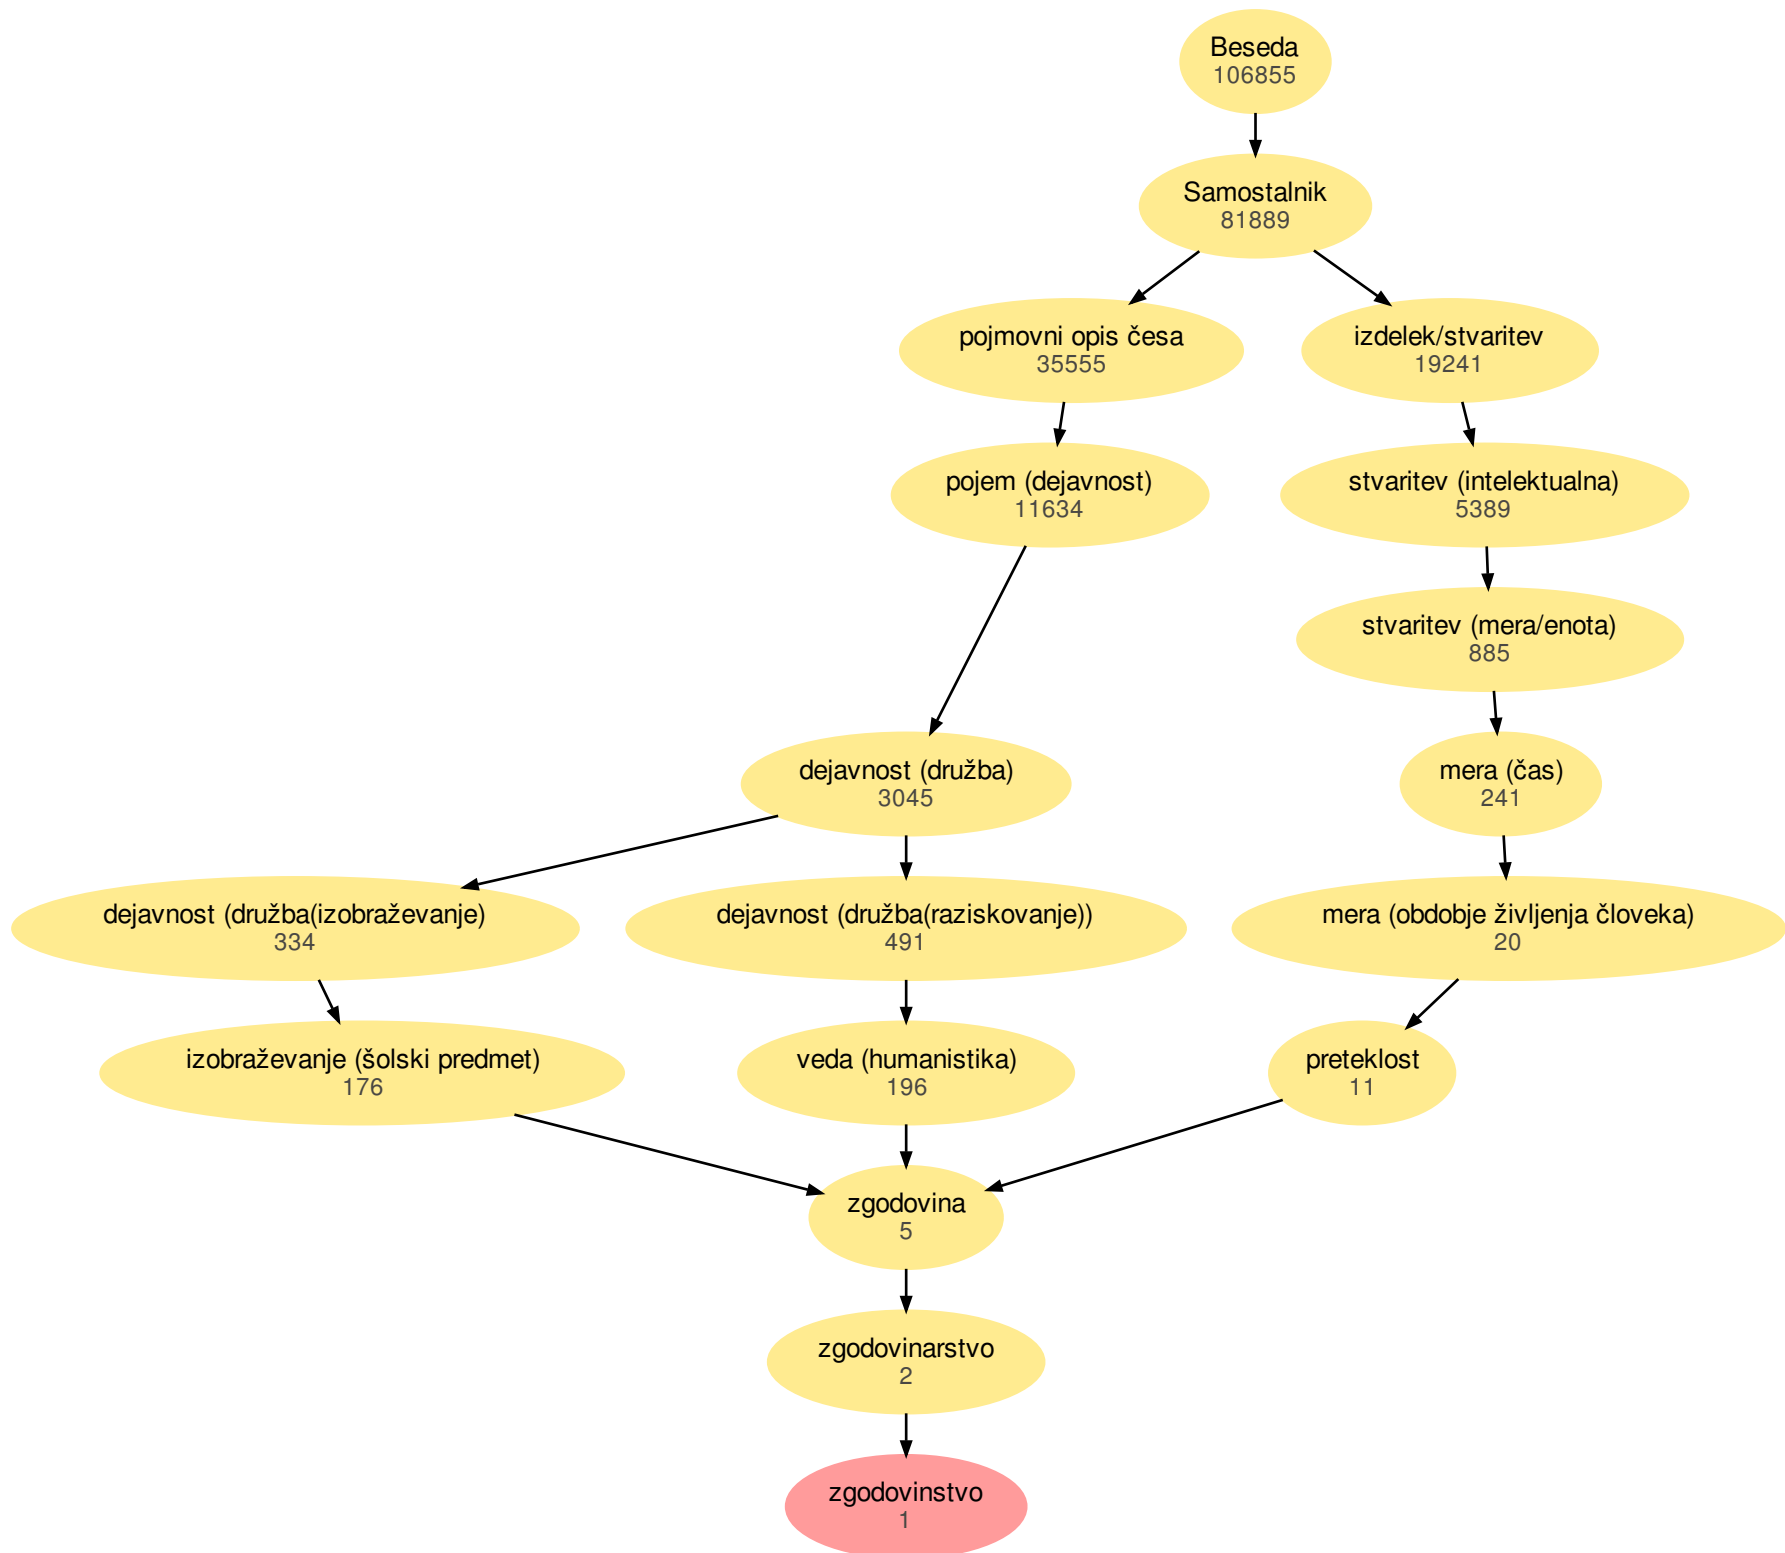 Beseda
106855
Samostalnik
81889
pojmovni opis česa
35555
izdelek/stvaritev
19241
pojem (dejavnost)
11634
stvaritev (intelektualna)
5389
stvaritev (mera/enota)
885
dejavnost (družba)
3045
mera (čas)
241
dejavnost (družba(izobraževanje)
334
dejavnost (družba(raziskovanje))
491
mera (obdobje življenja človeka)
20
izobraževanje (šolski predmet)
176
veda (humanistika)
196
preteklost
11
zgodovina
5
zgodovinarstvo
2
zgodovinstvo
1